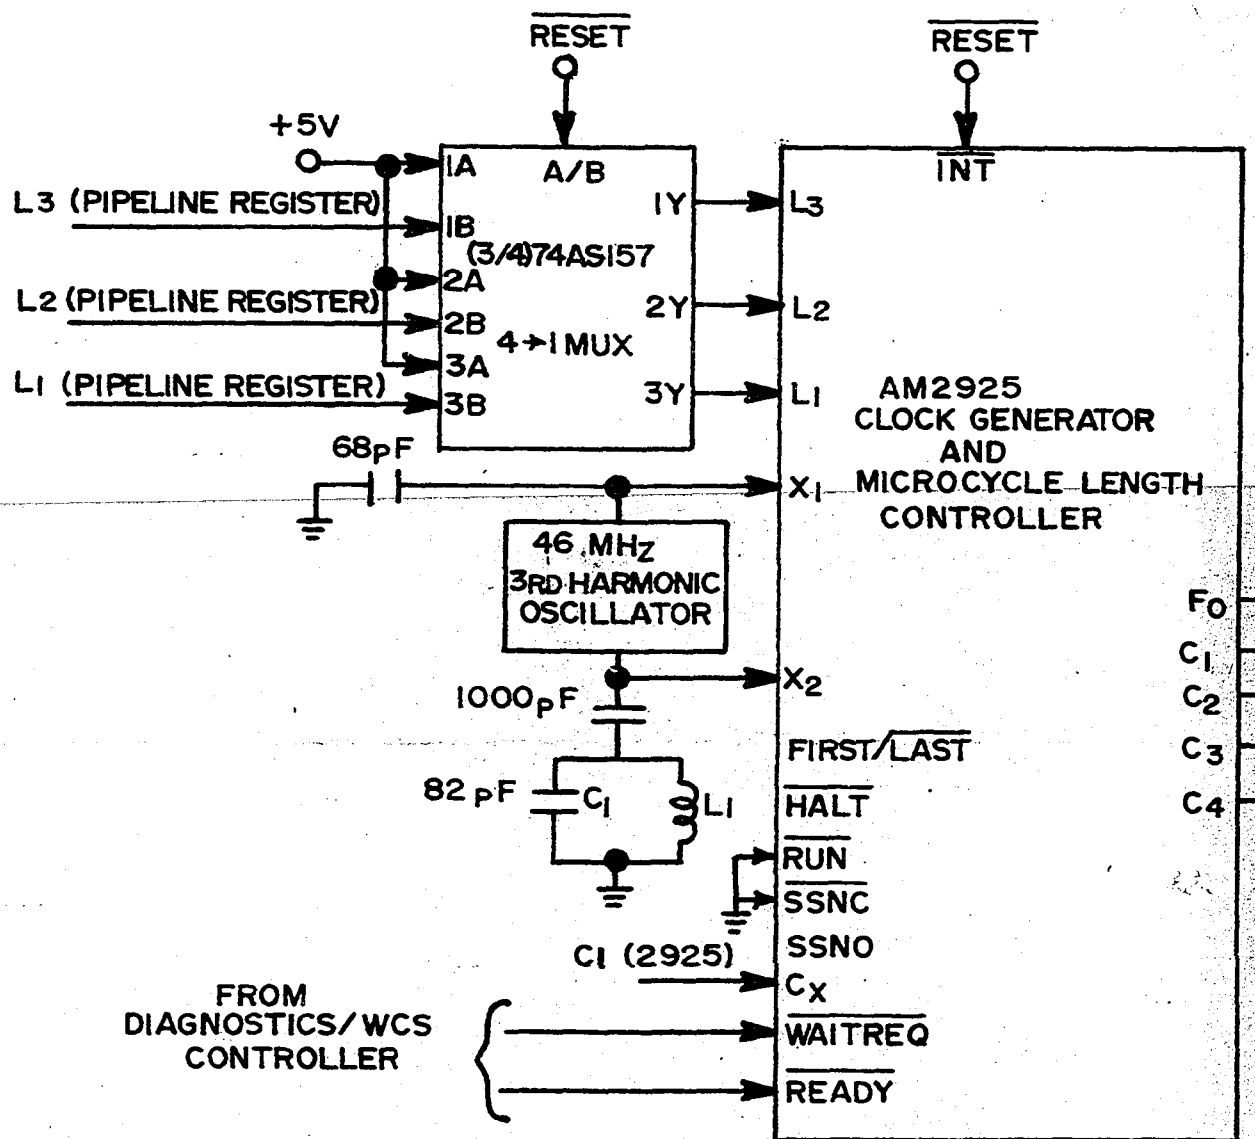 RESET
RESET
+5V
1A
A/B
INT
L3 (PIPELINE REGISTER)
1Y
L3
1B
(3/4)74AS157
2A
L2 (PIPELINE REGISTER)
2Y
L2
2B
4→1 MUX
3A
L1 (PIPELINE REGISTER)
3Y
L1
3B
AM2925
CLOCK GENERATOR
AND
MICROCYCLE LENGTH
CONTROLLER
68pF
X1
46 MHz
3RD HARMONIC
OSCILLATOR
F0
C1
X2
C2
1000pF
FIRST/LAST
C3
82pF
C1
L1
HALT
C4
RUN
SSNC
SSNO
C1 (2925)
CX
FROM
DIAGNOSTICS/WCS
CONTROLLER
WAITREQ
READY